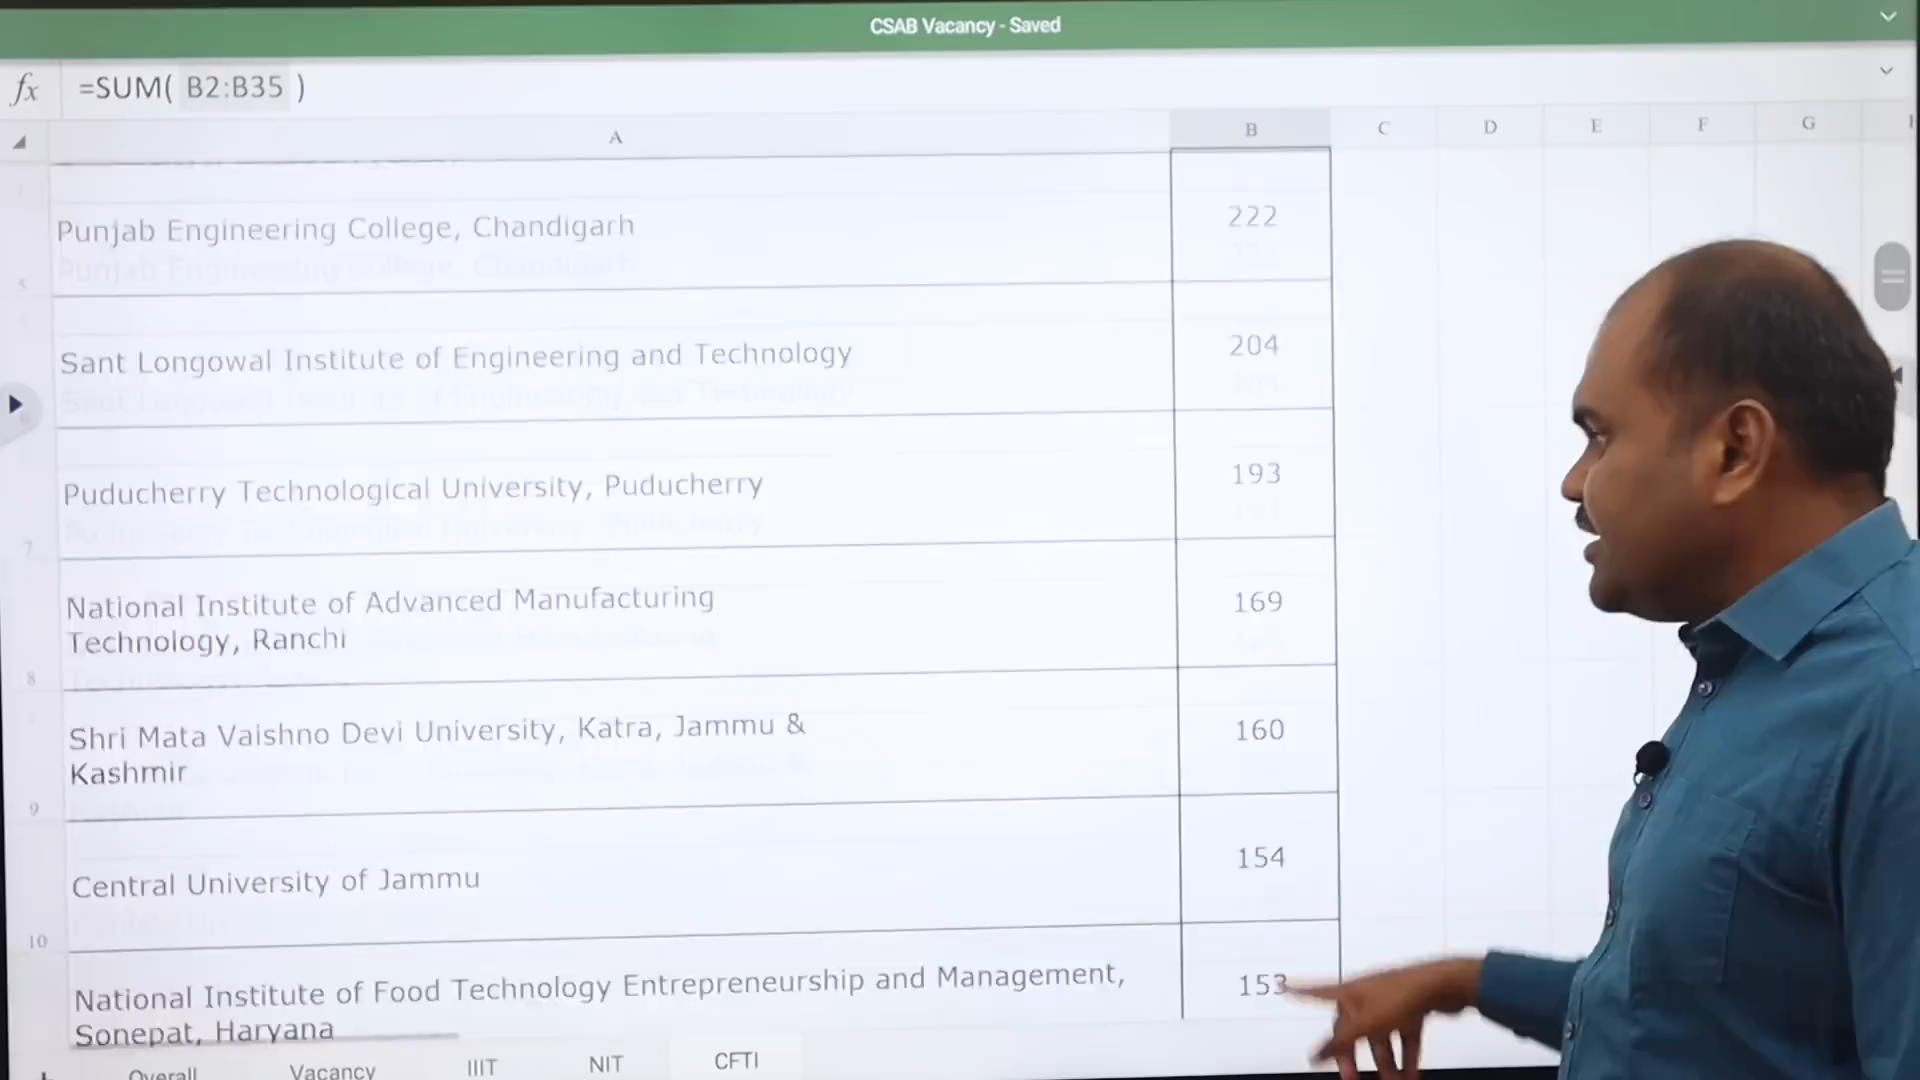 CSAB Vacancy - Saved
fx =SUM( B2:B35 )
A B C D E F G
Punjab Engineering College, Chandigarh 222
Sant Longowal Institute of Engineering and Technology 204
Puducherry Technological University, Puducherry 193
7
National Institute of Advanced Manufacturing
Technology, Ranchi 169
8
Shri Mata Vaishno Devi University, Katra, Jammu &
Kashmir 160
9
Central University of Jammu 154
10
National Institute of Food Technology Entrepreneurship and Management,
Sonepat, Haryana 153
Overall Vacancy IIIT NIT CFTI